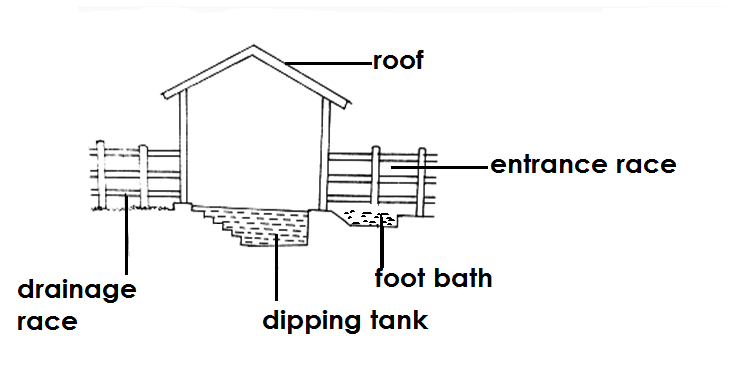 roof
entrance race
foot bath
drainage
race
dipping tank